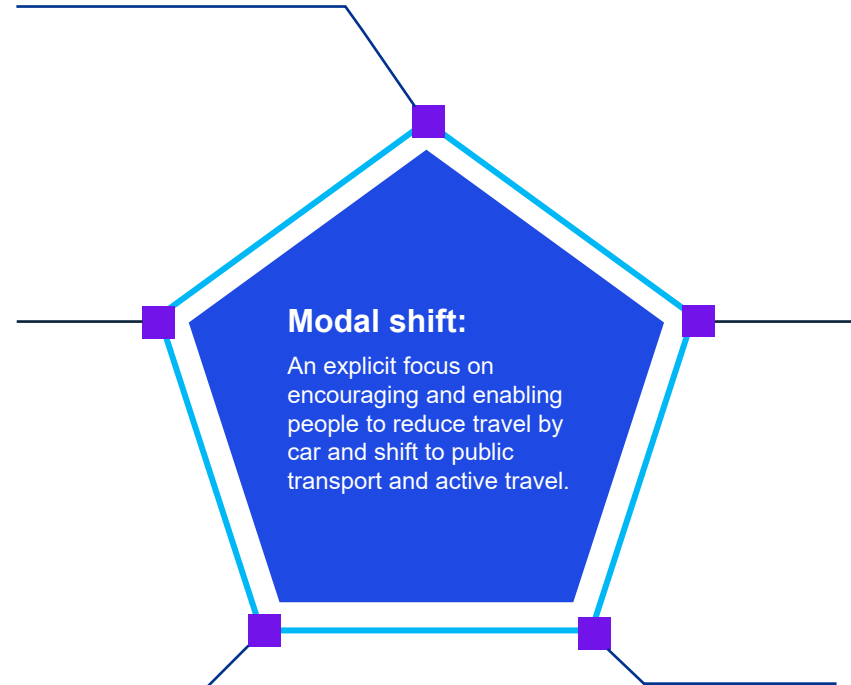 Modal shift:
An explicit focus on
encouraging and enabling
people to reduce travel by
car and shift to public
transport and active travel.